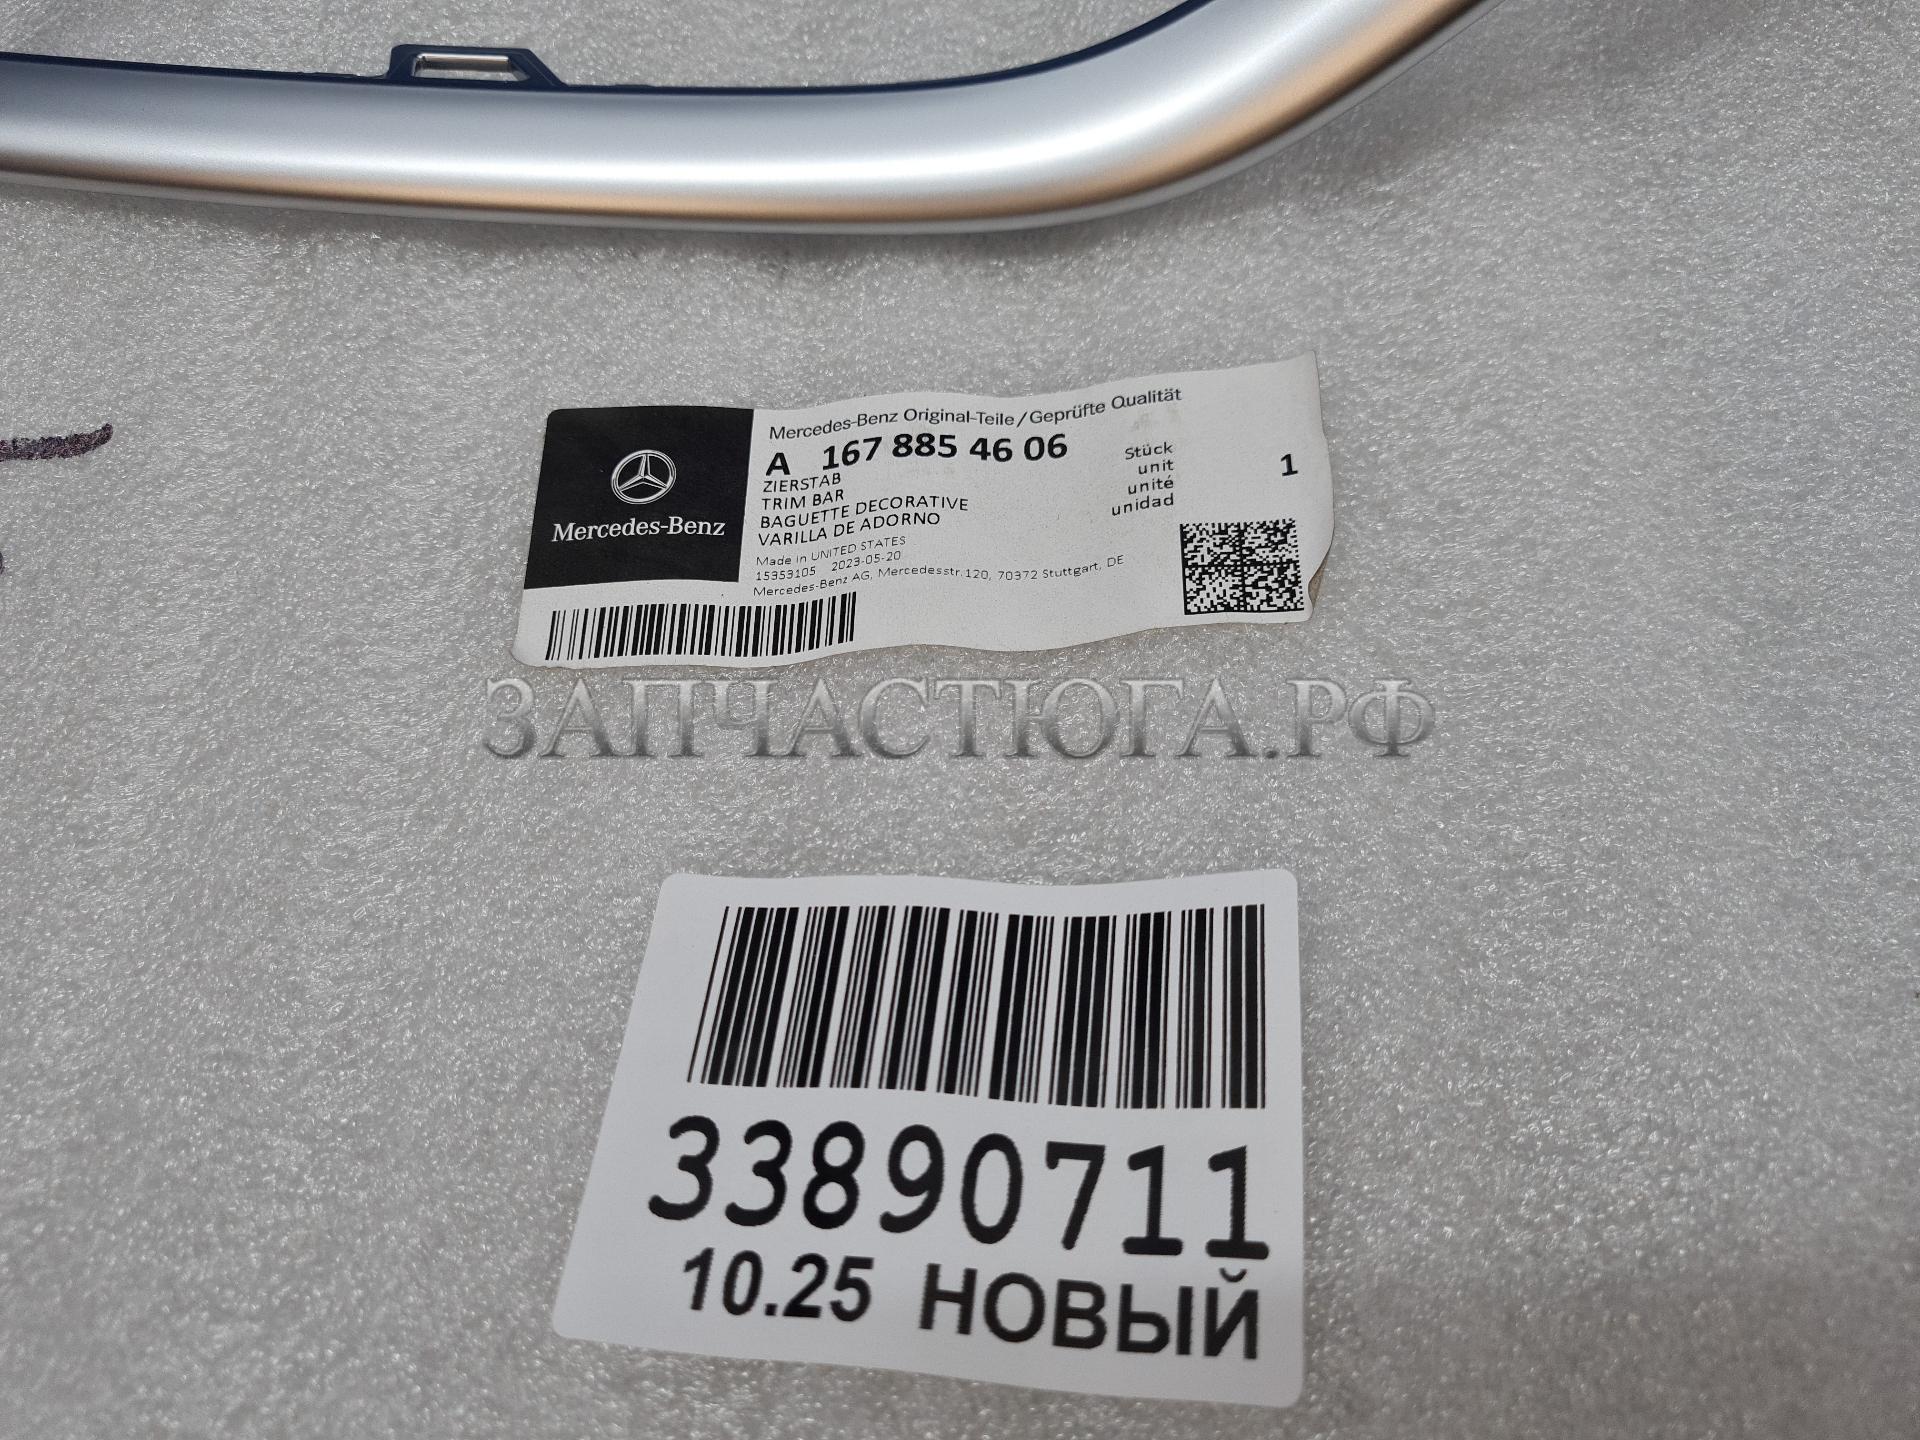 Mercedes-Benz Original-Teile/Geprüfte Qualität
A 167 885 46 06
ZIERSTAB
TRIM BAR
BAGUETTE DECORATIVE
VARILLA DE ADORNO
Stück
unit
unité
unidad
1
Made in UNITED STATES
15353105 2023-05-20
Mercedes-Benz AG, Mercedesstr.120, 70372 Stuttgart, DE
Mercedes-Benz
ЗАПЧАСТЮГА.РФ
33890711
10.25 НОВЫЙ